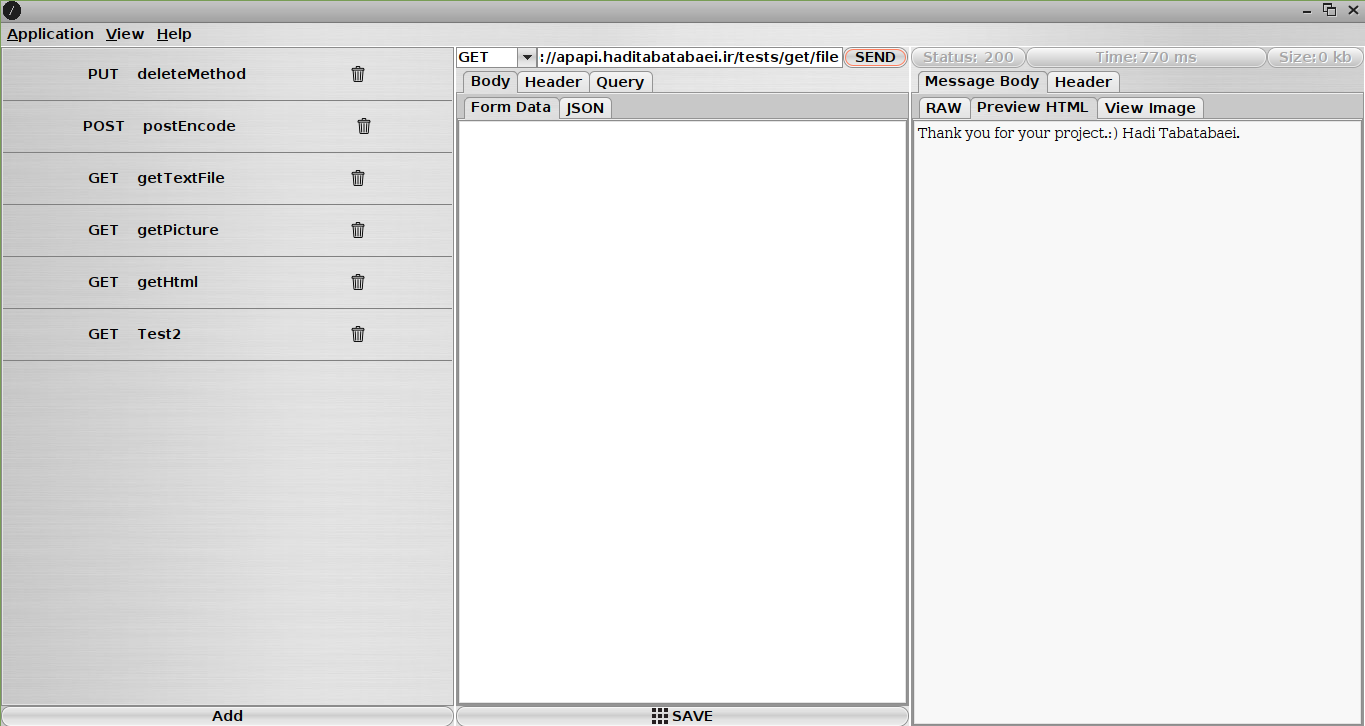 Application View Help
PUT deleteMethod
POST postEncode
GET getTextFile
GET getPicture
GET getHtml
GET Test2
Add
GET ://apapi.haditabatabaei.ir/tests/get/file SEND
Body Header Query
Form Data JSON
SAVE
Status: 200 Time:770 ms Size:0 kb
Message Body Header
RAW Preview HTML View Image
Thank you for your project.:) Hadi Tabatabaei.